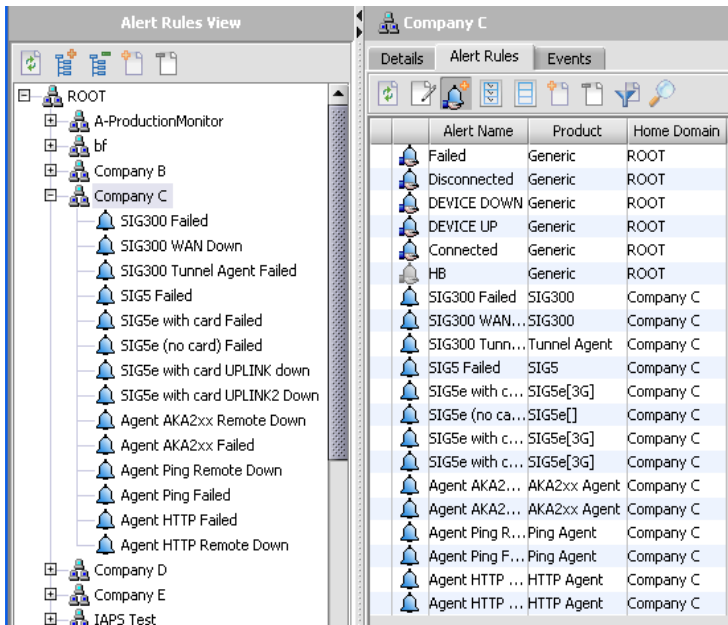 Alert Rules View
ROOT
A-ProductionMonitor
bf
Company B
Company C
SIG300 Failed
SIG300 WAN Down
SIG300 Tunnel Agent Failed
SIG5 Failed
SIG5e with card Failed
SIG5e (no card) Failed
SIG5e with card UPLINK down
SIG5e with card UPLINK2 Down
Agent AKA2xx Remote Down
Agent AKA2xx Failed
Agent Ping Remote Down
Agent Ping Failed
Agent HTTP Failed
Agent HTTP Remote Down
Company D
Company E
IAPS Test
Company C
Details Alert Rules Events
Alert Name Product Home Domain
Failed Generic ROOT
Disconnected Generic ROOT
DEVICE DOWN Generic ROOT
DEVICE UP Generic ROOT
Connected Generic ROOT
HB Generic ROOT
SIG300 Failed SIG300 Company C
SIG300 WAN... SIG300 Company C
SIG300 Tunn... Tunnel Agent Company C
SIG5 Failed SIG5 Company C
SIG5e with c... SIG5e[3G] Company C
SIG5e (no ca... SIG5e[] Company C
SIG5e with c... SIG5e[3G] Company C
SIG5e with c... SIG5e[3G] Company C
Agent AKA2... AKA2xx Agent Company C
Agent AKA2... AKA2xx Agent Company C
Agent Ping R... Ping Agent Company C
Agent Ping F... Ping Agent Company C
Agent HTTP ... HTTP Agent Company C
Agent HTTP ... HTTP Agent Company C